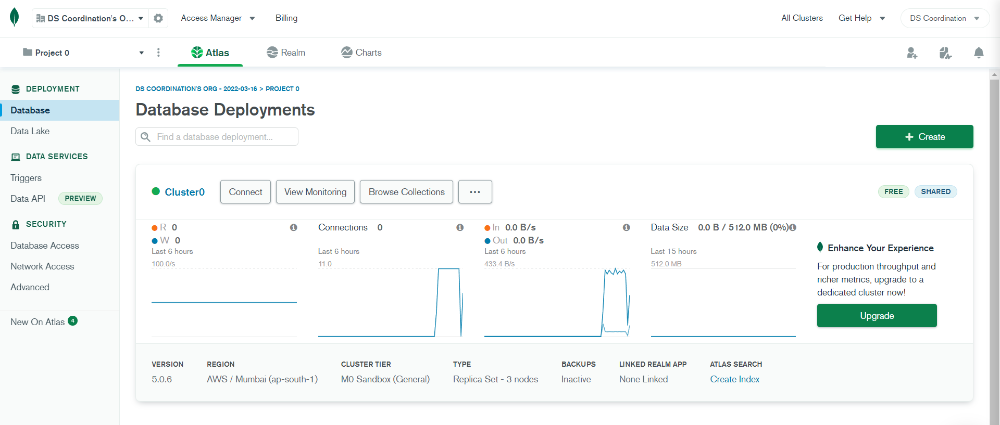 DS Coordination's O...
Access Manager
Billing
All Clusters
Get Help
DS Coordination
Project 0
Atlas
Realm
Charts
DEPLOYMENT
Database
Data Lake
DATA SERVICES
Triggers
Data API
PREVIEW
SECURITY
Database Access
Network Access
Advanced
New On Atlas
4
DS COORDINATION'S ORG - 2022-03-16 > PROJECT 0
Database Deployments
Find a database deployment...
+ Create
Cluster0
Connect
View Monitoring
Browse Collections
...
FREE
SHARED
R 0
W 0
Last 6 hours
100.0/s
Connections 0
Last 6 hours
11.0
In 0.0 B/s
Out 0.0 B/s
Last 6 hours
433.4 B/s
Data Size 0.0 B / 512.0 MB (0%)
Last 15 hours
512.0 MB
Enhance Your Experience
For production throughput and
richer metrics, upgrade to a
dedicated cluster now!
Upgrade
VERSION
5.0.6
REGION
AWS / Mumbai (ap-south-1)
CLUSTER TIER
M0 Sandbox (General)
TYPE
Replica Set - 3 nodes
BACKUPS
Inactive
LINKED REALM APP
None Linked
ATLAS SEARCH
Create Index